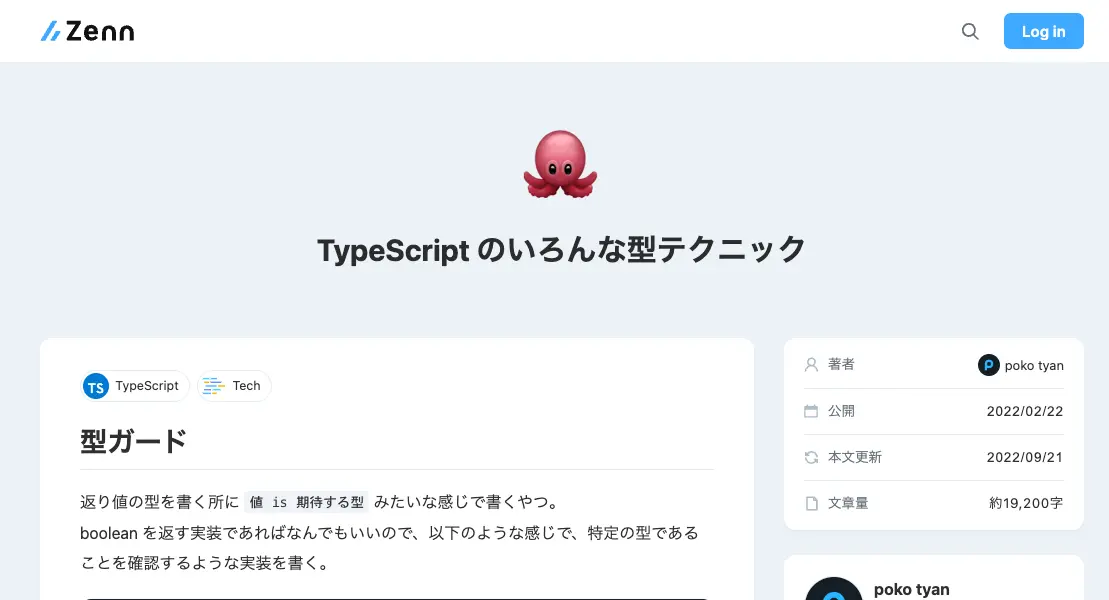 Zenn
Log in
TypeScript のいろんな型テクニック
TypeScript
Tech
型ガード
返り値の型を書く所に 値 is 期待する型 みたいな感じで書くやつ。
boolean を返す実装であればなんでもいいので、以下のような感じで、特定の型である
ことを確認するような実装を書く。
著者 poko tyan
公開 2022/02/22
本文更新 2022/09/21
文章量 約19,200字
poko tyan